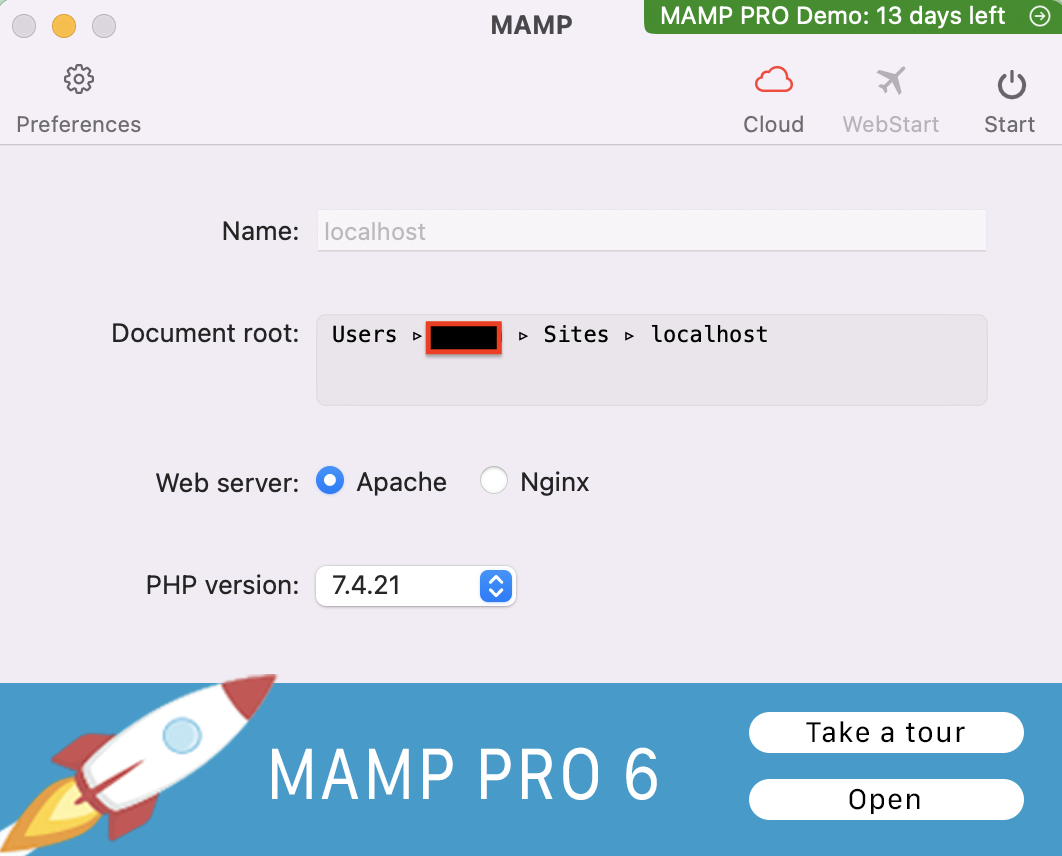 MAMP
MAMP PRO Demo: 13 days left
Preferences
Cloud
WebStart
Start
Name: localhost
Document root: Users ▹ ▹ Sites ▹ localhost
Web server: Apache Nginx
PHP version: 7.4.21
MAMP PRO 6
Take a tour
Open